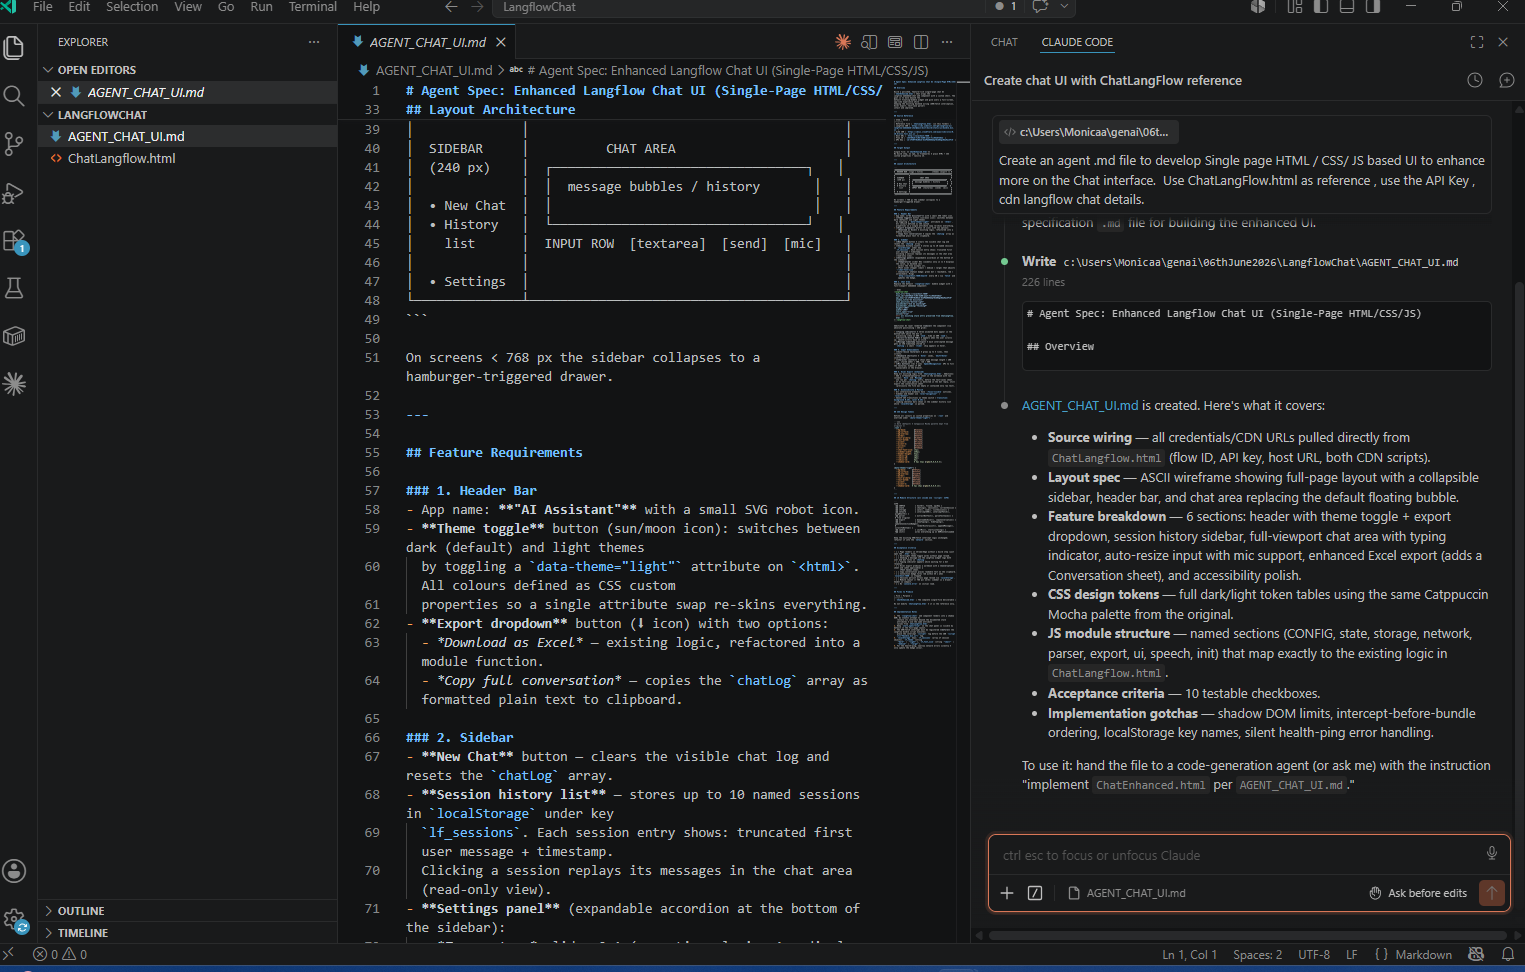 File Edit Selection View Go Run Terminal Help
LangflowChat
1
EXPLORER
OPEN EDITORS
AGENT_CHAT_UI.md
LANGFLOWCHAT
AGENT_CHAT_UI.md
ChatLangflow.html
1
OUTLINE
TIMELINE
AGENT_CHAT_UI.md
AGENT_CHAT_UI.md > abc # Agent Spec: Enhanced Langflow Chat UI (Single-Page HTML/CSS/JS)
1 # Agent Spec: Enhanced Langflow Chat UI (Single-Page HTML/CSS/
33 ## Layout Architecture
39
40 SIDEBAR CHAT AREA
41 (240 px)
42 message bubbles / history
43 • New Chat
44 • History
45 list INPUT ROW [textarea] [send] [mic]
46
47 • Settings
48
49 ```
50
51 On screens < 768 px the sidebar collapses to a
hamburger-triggered drawer.
52
53 ---
54
55 ## Feature Requirements
56
57 ### 1. Header Bar
58 - App name: **"AI Assistant"** with a small SVG robot icon.
59 - **Theme toggle** button (sun/moon icon): switches between
dark (default) and light themes
60 by toggling a `data-theme="light"` attribute on `<html>`.
All colours defined as CSS custom
61 properties so a single attribute swap re-skins everything.
62 - **Export dropdown** button (⬇ icon) with two options:
63 - *Download as Excel* — existing logic, refactored into a
module function.
64 - *Copy full conversation* — copies the `chatLog` array as
formatted plain text to clipboard.
65
66 ### 2. Sidebar
67 - **New Chat** button — clears the visible chat log and
resets the `chatLog` array.
68 - **Session history list** — stores up to 10 named sessions
in `localStorage` under key
69 `lf_sessions`. Each session entry shows: truncated first
user message + timestamp.
70 Clicking a session replays its messages in the chat area
(read-only view).
71 - **Settings panel** (expandable accordion at the bottom of
the sidebar):
CHAT CLAUDE CODE
Create chat UI with ChatLangFlow reference
c:\Users\Monicaa\genai\06t...
Create an agent .md file to develop Single page HTML / CSS/ JS based UI to enhance
more on the Chat interface. Use ChatLangFlow.html as reference , use the API Key ,
cdn langflow chat details.
specification .md file for building the enhanced UI.
Write c:\Users\Monicaa\genai\06thJune2026\LangflowChat\AGENT_CHAT_UI.md
226 lines
# Agent Spec: Enhanced Langflow Chat UI (Single-Page HTML/CSS/JS)
## Overview
AGENT_CHAT_UI.md is created. Here's what it covers:
• Source wiring — all credentials/CDN URLs pulled directly from
ChatLangflow.html (flow ID, API key, host URL, both CDN scripts).
• Layout spec — ASCII wireframe showing full-page layout with a collapsible
sidebar, header bar, and chat area replacing the default floating bubble.
• Feature breakdown — 6 sections: header with theme toggle + export
dropdown, session history sidebar, full-viewport chat area with typing
indicator, auto-resize input with mic support, enhanced Excel export (adds a
Conversation sheet), and accessibility polish.
• CSS design tokens — full dark/light token tables using the same Catppuccin
Mocha palette from the original.
• JS module structure — named sections (CONFIG, state, storage, network,
parser, export, ui, speech, init) that map exactly to the existing logic in
ChatLangflow.html.
• Acceptance criteria — 10 testable checkboxes.
• Implementation gotchas — shadow DOM limits, intercept-before-bundle
ordering, localStorage key names, silent health-ping error handling.
To use it: hand the file to a code-generation agent (or ask me) with the instruction
"implement ChatEnhanced.html per AGENT_CHAT_UI.md."
ctrl esc to focus or unfocus Claude
AGENT_CHAT_UI.md Ask before edits
0 0 Ln 1, Col 1 Spaces: 2 UTF-8 LF { } Markdown